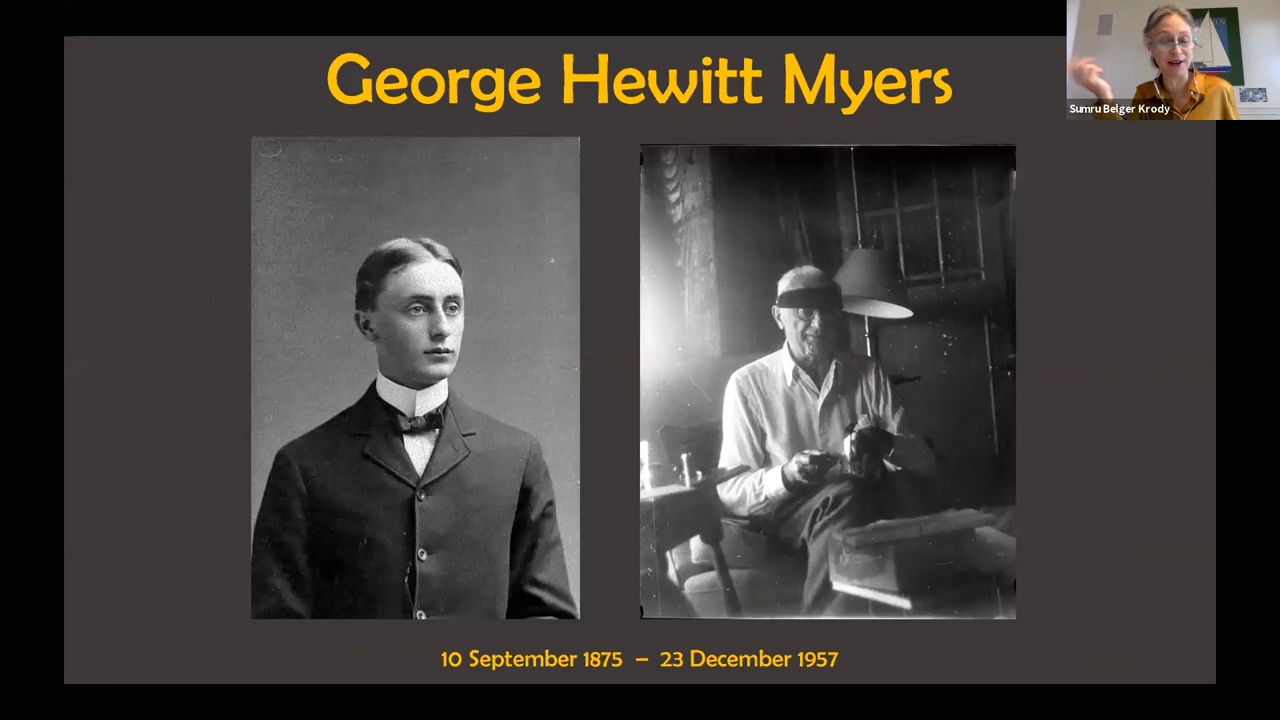 George Hewitt Myers
Sumru Belger Krody
10 September 1875 – 23 December 1957